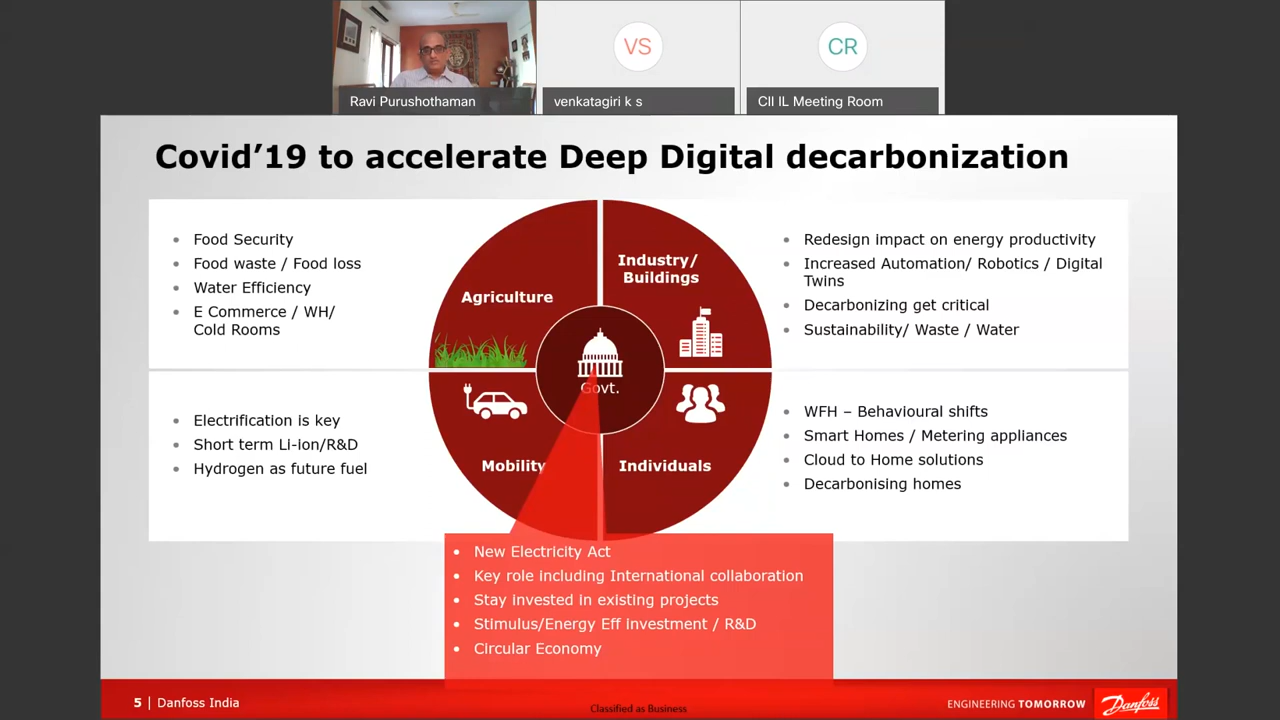 VS
CR
Ravi Purushothaman
venkatagiri k s
CII IL Meeting Room
Covid’19 to accelerate Deep Digital decarbonization
• Food Security
• Food waste / Food loss
• Water Efficiency
• E Commerce / WH/
Cold Rooms
Agriculture
Industry/
Buildings
• Redesign impact on energy productivity
• Increased Automation/ Robotics / Digital
Twins
• Decarbonizing get critical
• Sustainability/ Waste / Water
Govt.
• Electrification is key
• Short term Li-ion/R&D
• Hydrogen as future fuel
Mobility
Individuals
• WFH – Behavioural shifts
• Smart Homes / Metering appliances
• Cloud to Home solutions
• Decarbonising homes
• New Electricity Act
• Key role including International collaboration
• Stay invested in existing projects
• Stimulus/Energy Eff investment / R&D
• Circular Economy
5 | Danfoss India
Classified as Business
ENGINEERING TOMORROW
Danfoss